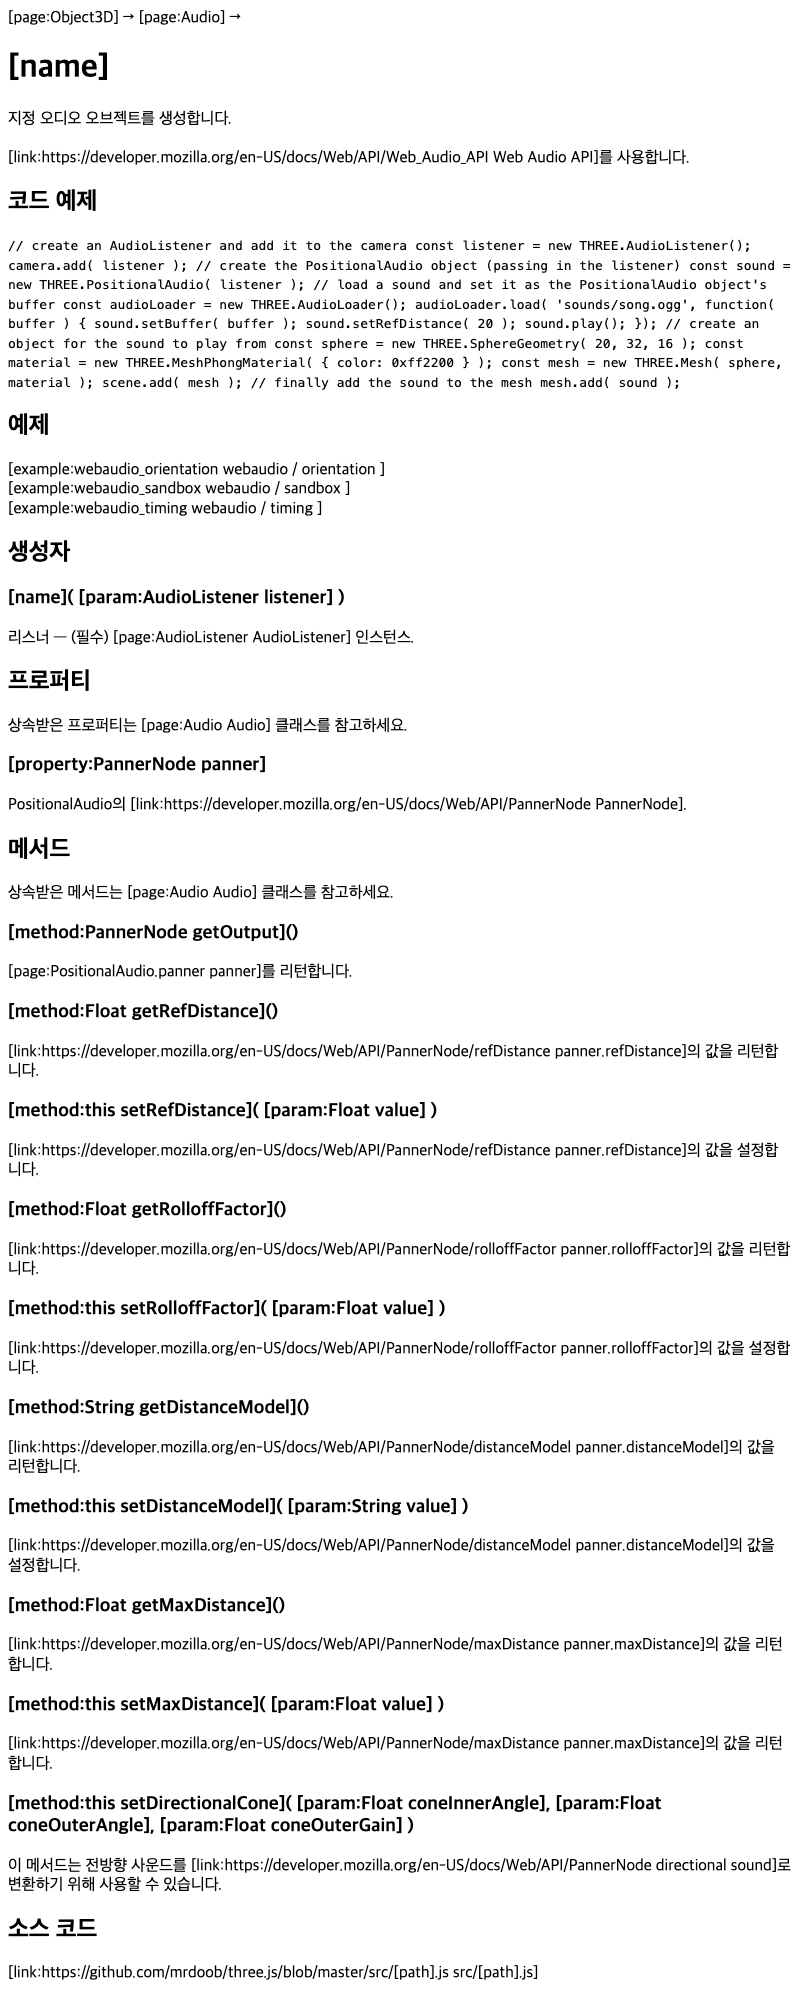 [page:Object3D] → [page:Audio] →
[name]
지정 오디오 오브젝트를 생성합니다.
[link:https://developer.mozilla.org/en-US/docs/Web/API/Web_Audio_API Web Audio API]를 사용합니다.
코드 예제
// create an AudioListener and add it to the camera const listener = new THREE.AudioListener();
camera.add( listener ); // create the PositionalAudio object (passing in the listener) const sound =
new THREE.PositionalAudio( listener ); // load a sound and set it as the PositionalAudio object's
buffer const audioLoader = new THREE.AudioLoader(); audioLoader.load( 'sounds/song.ogg', function(
buffer ) { sound.setBuffer( buffer ); sound.setRefDistance( 20 ); sound.play(); }); // create an
object for the sound to play from const sphere = new THREE.SphereGeometry( 20, 32, 16 ); const
material = new THREE.MeshPhongMaterial( { color: 0xff2200 } ); const mesh = new THREE.Mesh( sphere,
material ); scene.add( mesh ); // finally add the sound to the mesh mesh.add( sound );
예제
[example:webaudio_orientation webaudio / orientation ]
[example:webaudio_sandbox webaudio / sandbox ]
[example:webaudio_timing webaudio / timing ]
생성자
[name]( [param:AudioListener listener] )
리스너 — (필수) [page:AudioListener AudioListener] 인스턴스.
프로퍼티
상속받은 프로퍼티는 [page:Audio Audio] 클래스를 참고하세요.
[property:PannerNode panner]
PositionalAudio의 [link:https://developer.mozilla.org/en-US/docs/Web/API/PannerNode PannerNode].
메서드
상속받은 메서드는 [page:Audio Audio] 클래스를 참고하세요.
[method:PannerNode getOutput]()
[page:PositionalAudio.panner panner]를 리턴합니다.
[method:Float getRefDistance]()
[link:https://developer.mozilla.org/en-US/docs/Web/API/PannerNode/refDistance panner.refDistance]의 값을 리턴합
니다.
[method:this setRefDistance]( [param:Float value] )
[link:https://developer.mozilla.org/en-US/docs/Web/API/PannerNode/refDistance panner.refDistance]의 값을 설정합
니다.
[method:Float getRolloffFactor]()
[link:https://developer.mozilla.org/en-US/docs/Web/API/PannerNode/rolloffFactor panner.rolloffFactor]의 값을 리턴합
니다.
[method:this setRolloffFactor]( [param:Float value] )
[link:https://developer.mozilla.org/en-US/docs/Web/API/PannerNode/rolloffFactor panner.rolloffFactor]의 값을 설정합
니다.
[method:String getDistanceModel]()
[link:https://developer.mozilla.org/en-US/docs/Web/API/PannerNode/distanceModel panner.distanceModel]의 값을
리턴합니다.
[method:this setDistanceModel]( [param:String value] )
[link:https://developer.mozilla.org/en-US/docs/Web/API/PannerNode/distanceModel panner.distanceModel]의 값을
설정합니다.
[method:Float getMaxDistance]()
[link:https://developer.mozilla.org/en-US/docs/Web/API/PannerNode/maxDistance panner.maxDistance]의 값을 리턴
합니다.
[method:this setMaxDistance]( [param:Float value] )
[link:https://developer.mozilla.org/en-US/docs/Web/API/PannerNode/maxDistance panner.maxDistance]의 값을 리턴
합니다.
[method:this setDirectionalCone]( [param:Float coneInnerAngle], [param:Float
coneOuterAngle], [param:Float coneOuterGain] )
이 메서드는 전방향 사운드를 [link:https://developer.mozilla.org/en-US/docs/Web/API/PannerNode directional sound]로
변환하기 위해 사용할 수 있습니다.
소스 코드
[link:https://github.com/mrdoob/three.js/blob/master/src/[path].js src/[path].js]